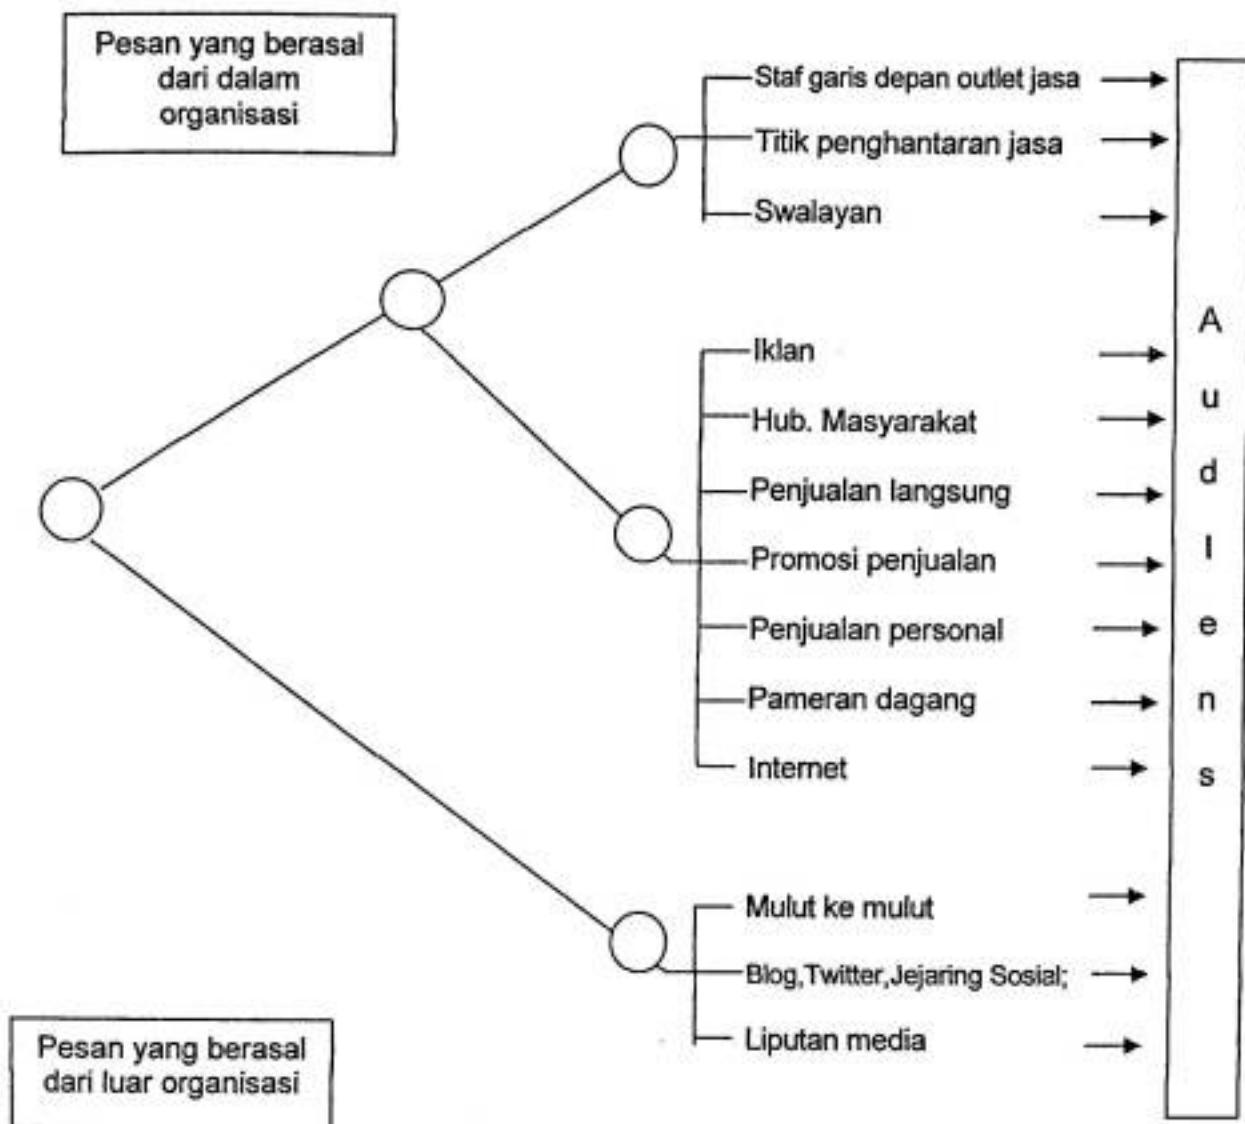 Pesan yang berasal
dari dalam
organisasi
Staf garis depan outlet jasa
Titik penghantaran jasa
Swalayan
Iklan
Hub. Masyarakat
Penjualan langsung
Promosi penjualan
Penjualan personal
Pameran dagang
Internet
Mulut ke mulut
Blog,Twitter,Jejaring Sosial;
Liputan media
Pesan yang berasal
dari luar organisasi
A
u
d
I
e
n
s